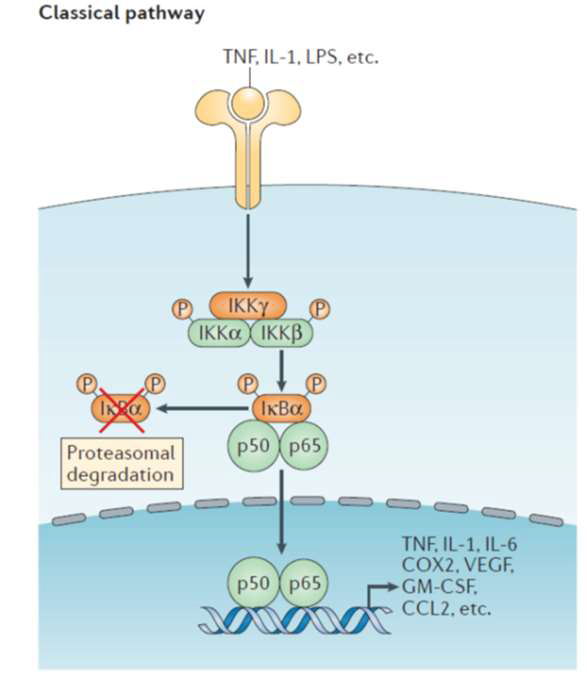 Classical pathway
TNF, IL-1, LPS, etc.
P
IKKγ
P
IKKα
IKKβ
P
P
P
P
IκBα
IκBα
Proteasomal
degradation
p50
p65
TNF, IL-1, IL-6
COX2, VEGF,
GM-CSF,
CCL2, etc.
p50
p65